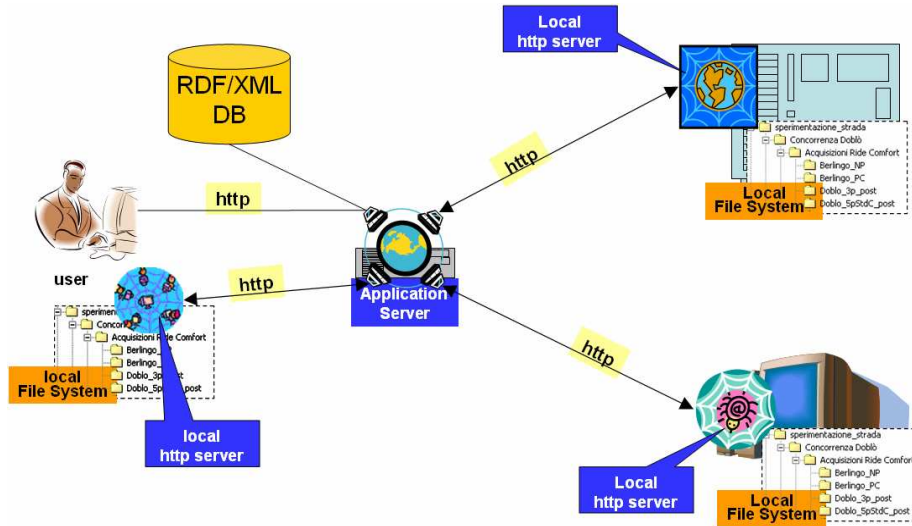 Local
http server
RDF/XML
DB
http
http
user
http
Application
Server
sperimentazione_strada
Concorrenza Doblò
Acquisizioni Ride Comfort
Berlingo_NP
Berlingo_PC
Doblo_3p_post
Doblo_5pStdC_post
Local
File System
Acquisizioni Ride Comfort
Doblo_3p_post
local
File System
local
http server
http
Local
http server
sperimentazione_strada
Concorrenza Doblò
Acquisizioni Ride Comfort
Berlingo_NP
Berlingo_PC
Doblo_3p_post
Doblo_5pStdC_post
Local
File System